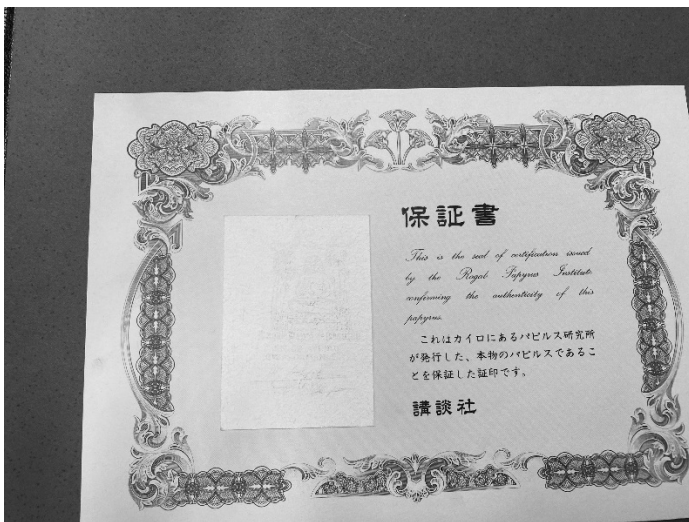 保証書
This is the seal of certification issued
by the Rogal Papyrus Institute
confirming the authenticity of this
papyrus.
これはカイロにあるパピルス研究所
が発行した、本物のパピルスであるこ
とを保証した証印です。
講談社